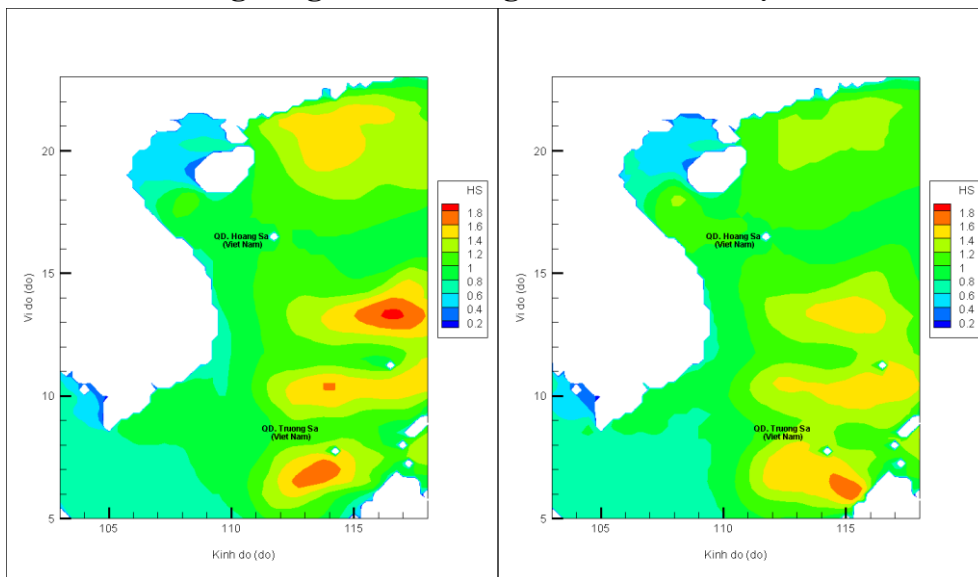 HS
1.8
1.6
1.4
1.2
1
0.8
0.6
0.4
0.2
QD. Hoang Sa
(Viet Nam)
QD. Truong Sa
(Viet Nam)
Vi do (do)
20
15
10
5
105
110
115
Kinh do (do)
HS
1.8
1.6
1.4
1.2
1
0.8
0.6
0.4
0.2
QD. Hoang Sa
(Viet Nam)
QD. Truong Sa
(Viet Nam)
Vi do (do)
20
15
10
5
105
110
115
Kinh do (do)